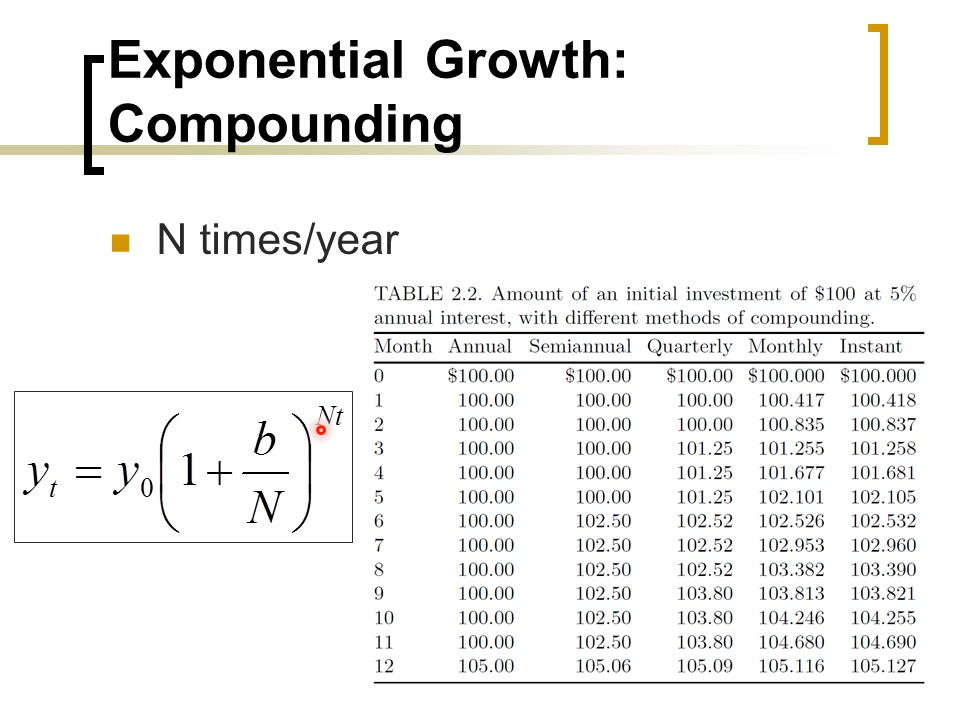 Exponential Growth:
Compounding
N times/year
TABLE 2.2. Amount of an initial investment of $100 at 5%
annual interest, with different methods of compounding.
Month Annual Semiannual Quarterly Monthly Instant
0 $100.00 $100.00 $100.00 $100.000 $100.000
1 100.00 100.00 100.00 100.417 100.418
2 100.00 100.00 100.00 100.835 100.837
3 100.00 100.00 101.25 101.255 101.258
4 100.00 100.00 101.25 101.677 101.681
5 100.00 100.00 101.25 102.101 102.105
6 100.00 102.50 102.52 102.526 102.532
7 100.00 102.50 102.52 102.953 102.960
8 100.00 102.50 102.52 103.382 103.390
9 100.00 102.50 103.80 103.813 103.821
10 100.00 102.50 103.80 104.246 104.255
11 100.00 102.50 103.80 104.680 104.690
12 105.00 105.06 105.09 105.116 105.127
y_t = y_0 (1 + b/N)^{Nt}